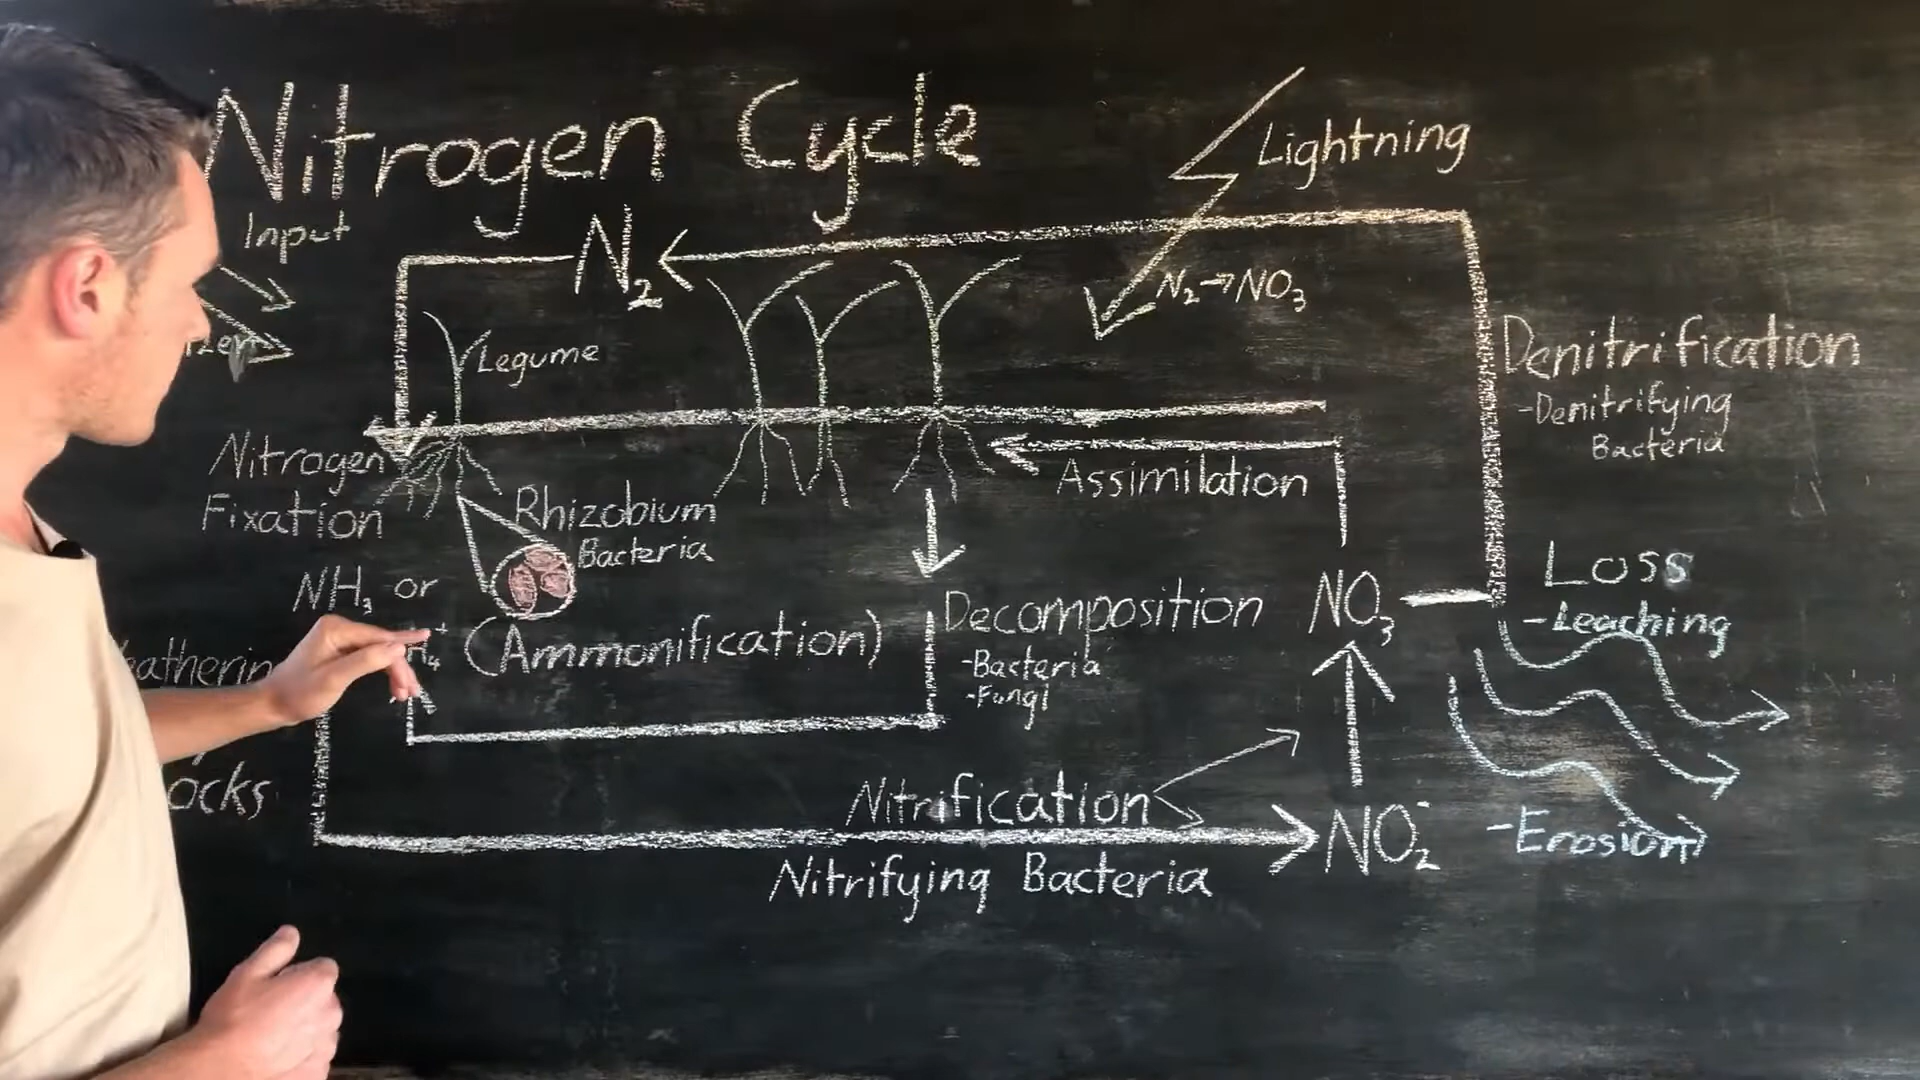 Nitrogen Cycle
Lightning
Input
N₂
N₂→NO₃
Legume
Denitrification
-Denitrifying
Bacteria
Nitrogen
Fixation
Assimilation
Rhizobium
Bacteria
NH₃ or
(Ammonification)
Decomposition
-Bacteria
-Fungi
NO₃
Loss
-Leaching
Nitrification
Nitrifying Bacteria
NO₂⁻
-Erosion